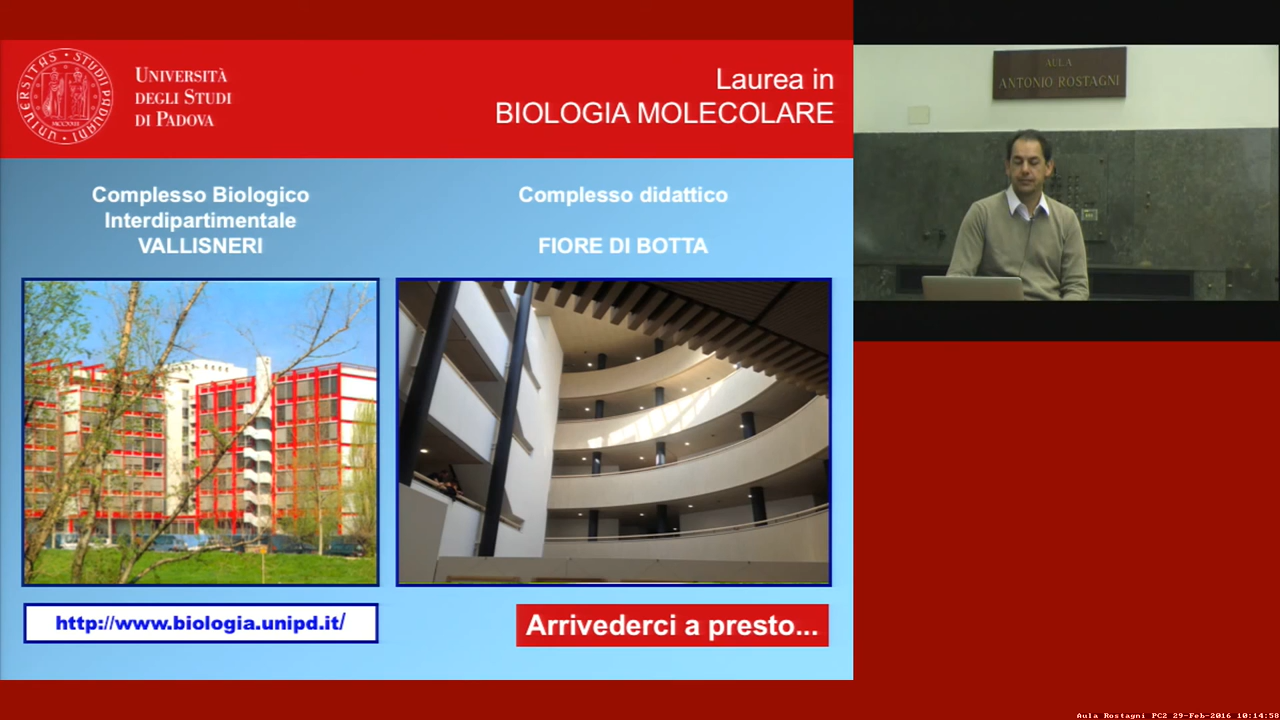 UNIVERSITÀ
DEGLI STUDI
DI PADOVA
Laurea in
BIOLOGIA MOLECOLARE
Complesso Biologico
Interdipartimentale
VALLISNERI
Complesso didattico
FIORE DI BOTTA
http://www.biologia.unipd.it/
Arrivederci a presto...
AULA
ANTONIO ROSTAGNI
Aula Rostagni PC2 29-Feb-2016 10:14:58